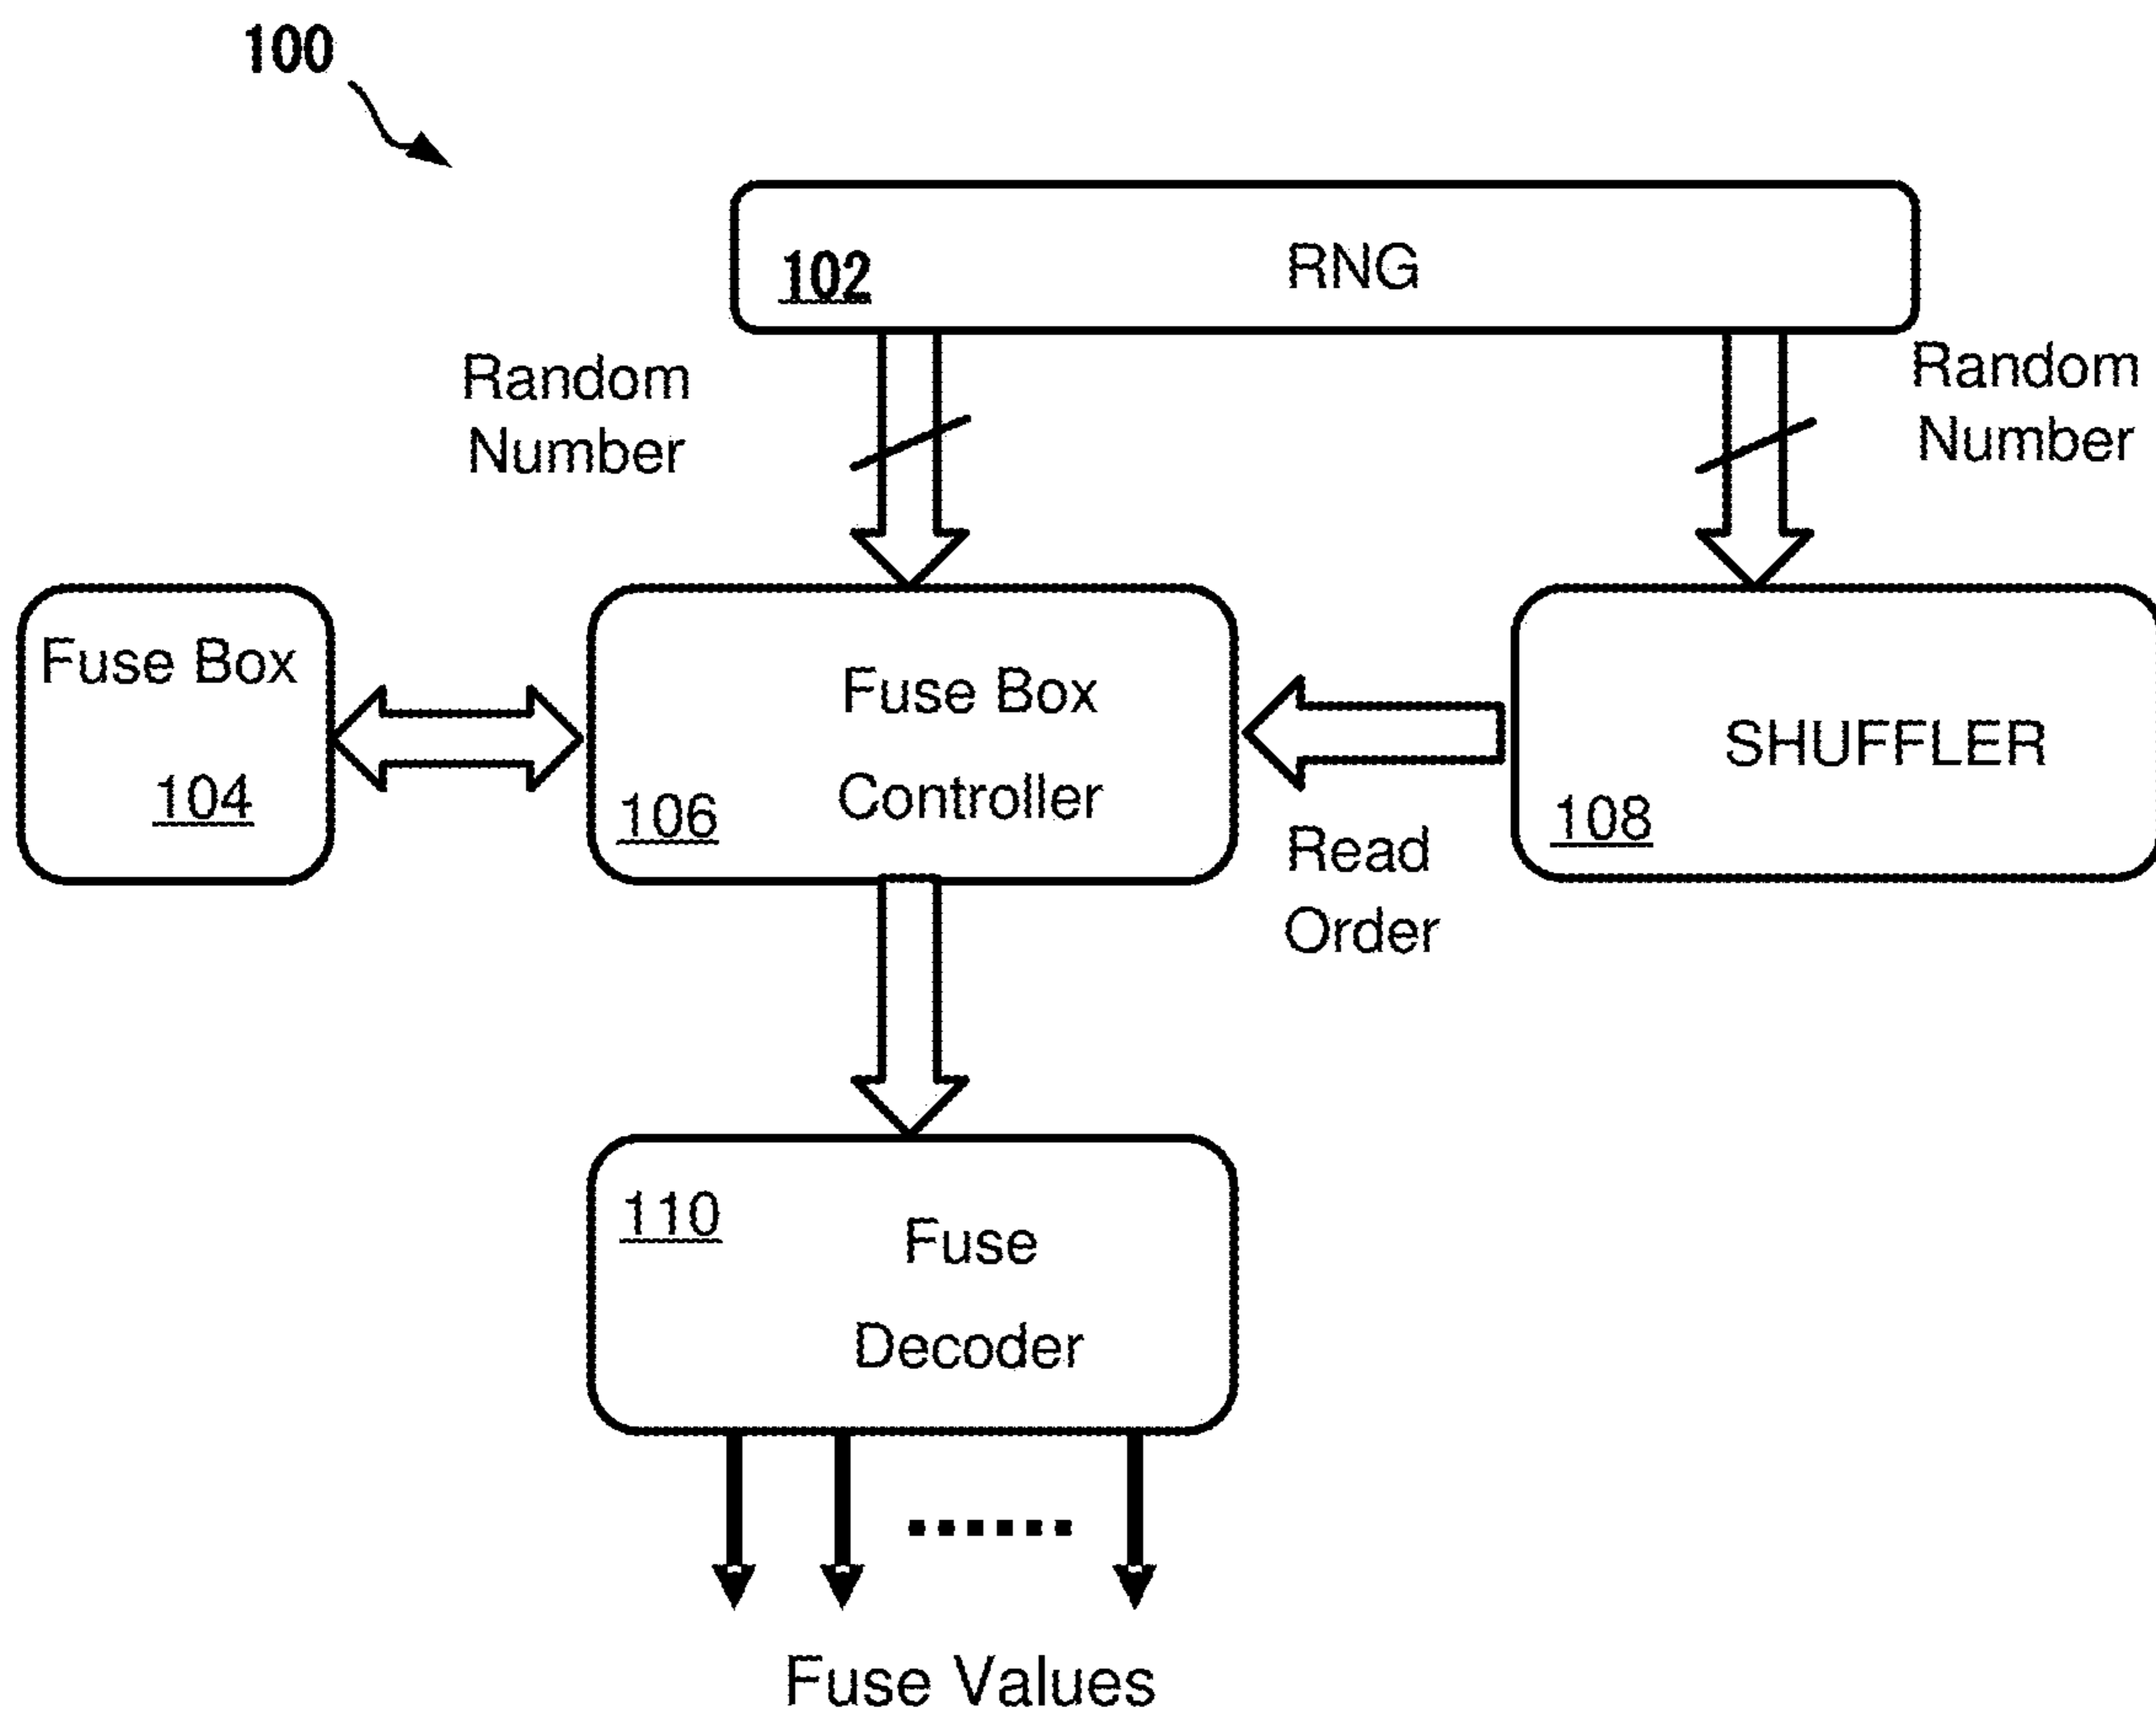 100
102
RNG
Random
Number
Random
Number
Fuse Box
104
Fuse Box
Controller
106
Read
Order
SHUFFLER
108
110
Fuse
Decoder
Fuse Values